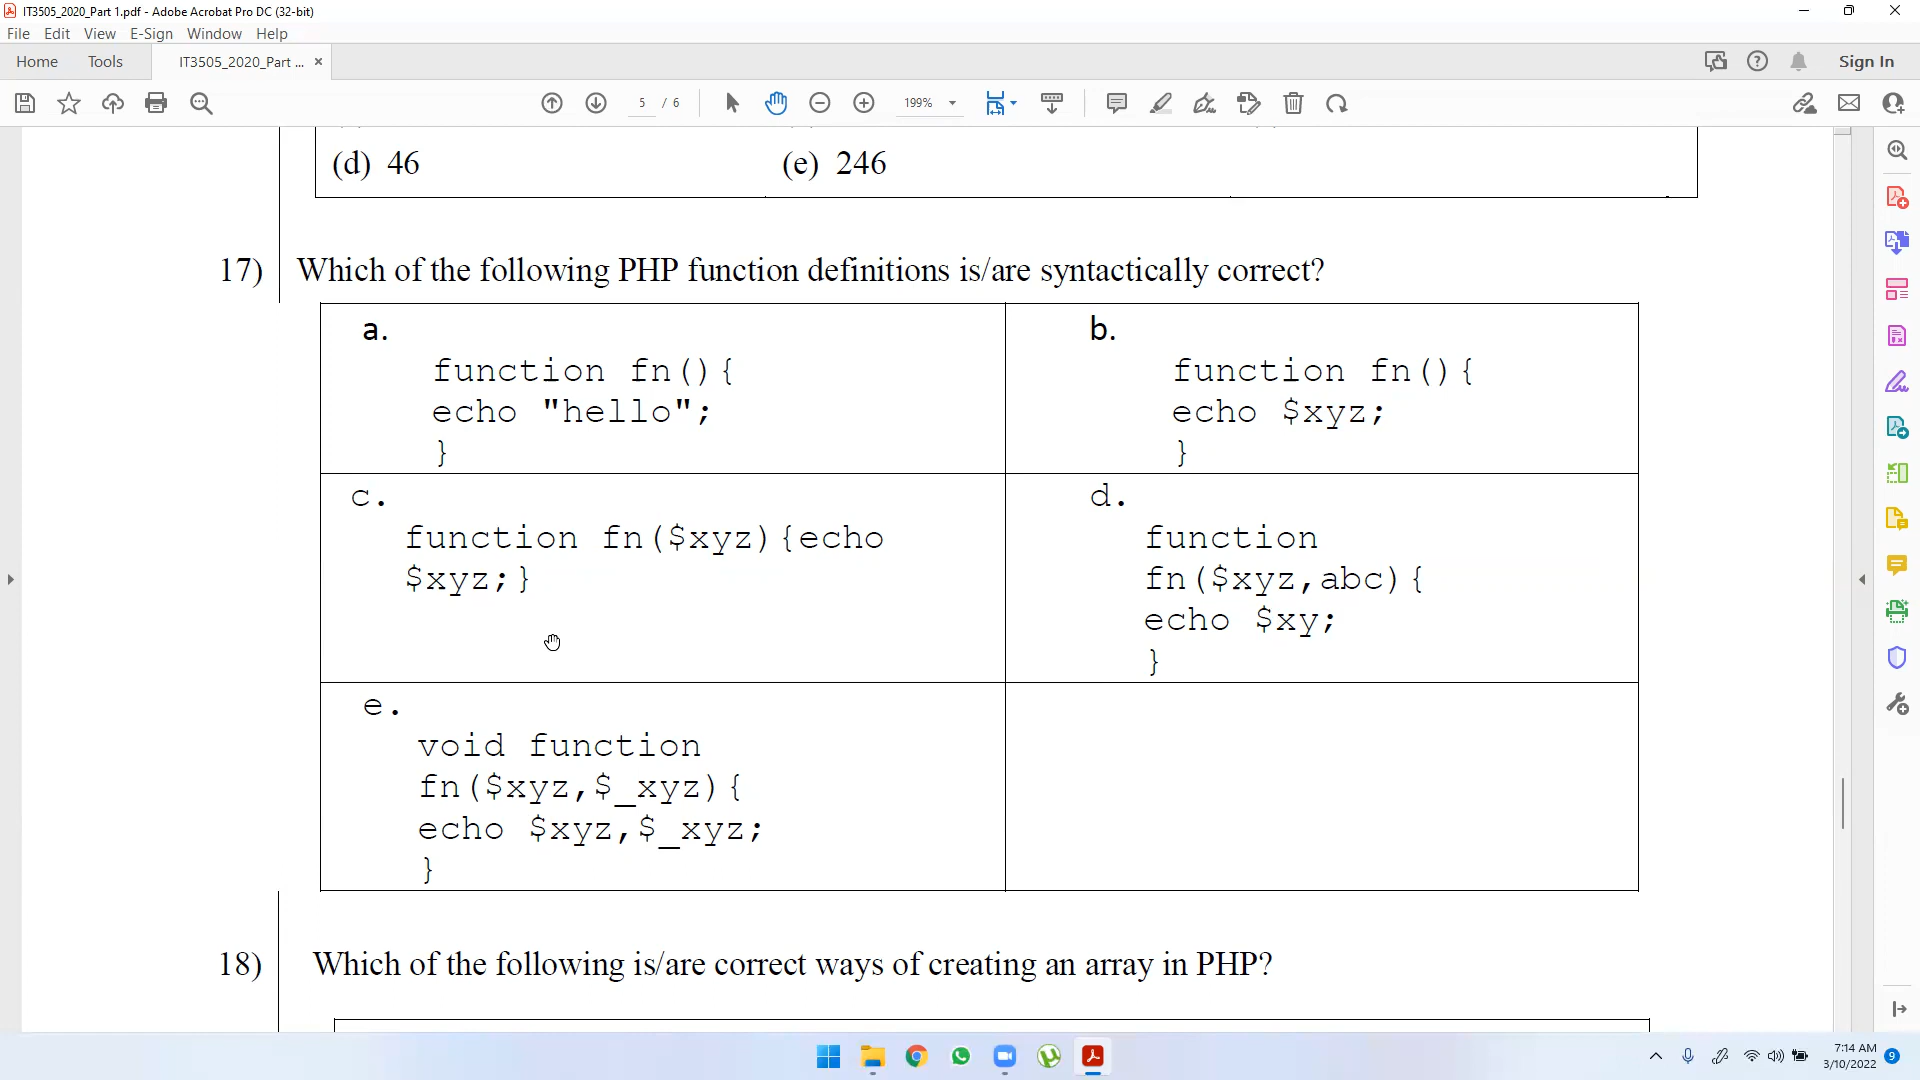 IT3505_2020_Part 1.pdf - Adobe Acrobat Pro DC (32-bit)
File Edit View E-Sign Window Help
Home Tools IT3505_2020_Part ... × Sign In
5 / 6 199%
(d) 46 (e) 246
17) Which of the following PHP function definitions is/are syntactically correct?
a.
function fn(){
echo "hello";
}
b.
function fn(){
echo $xyz;
}
c.
function fn($xyz){echo
$xyz;}
d.
function
fn($xyz,abc){
echo $xy;
}
e.
void function
fn($xyz,$_xyz){
echo $xyz,$_xyz;
}
18) Which of the following is/are correct ways of creating an array in PHP?
7:14 AM
3/10/2022
9